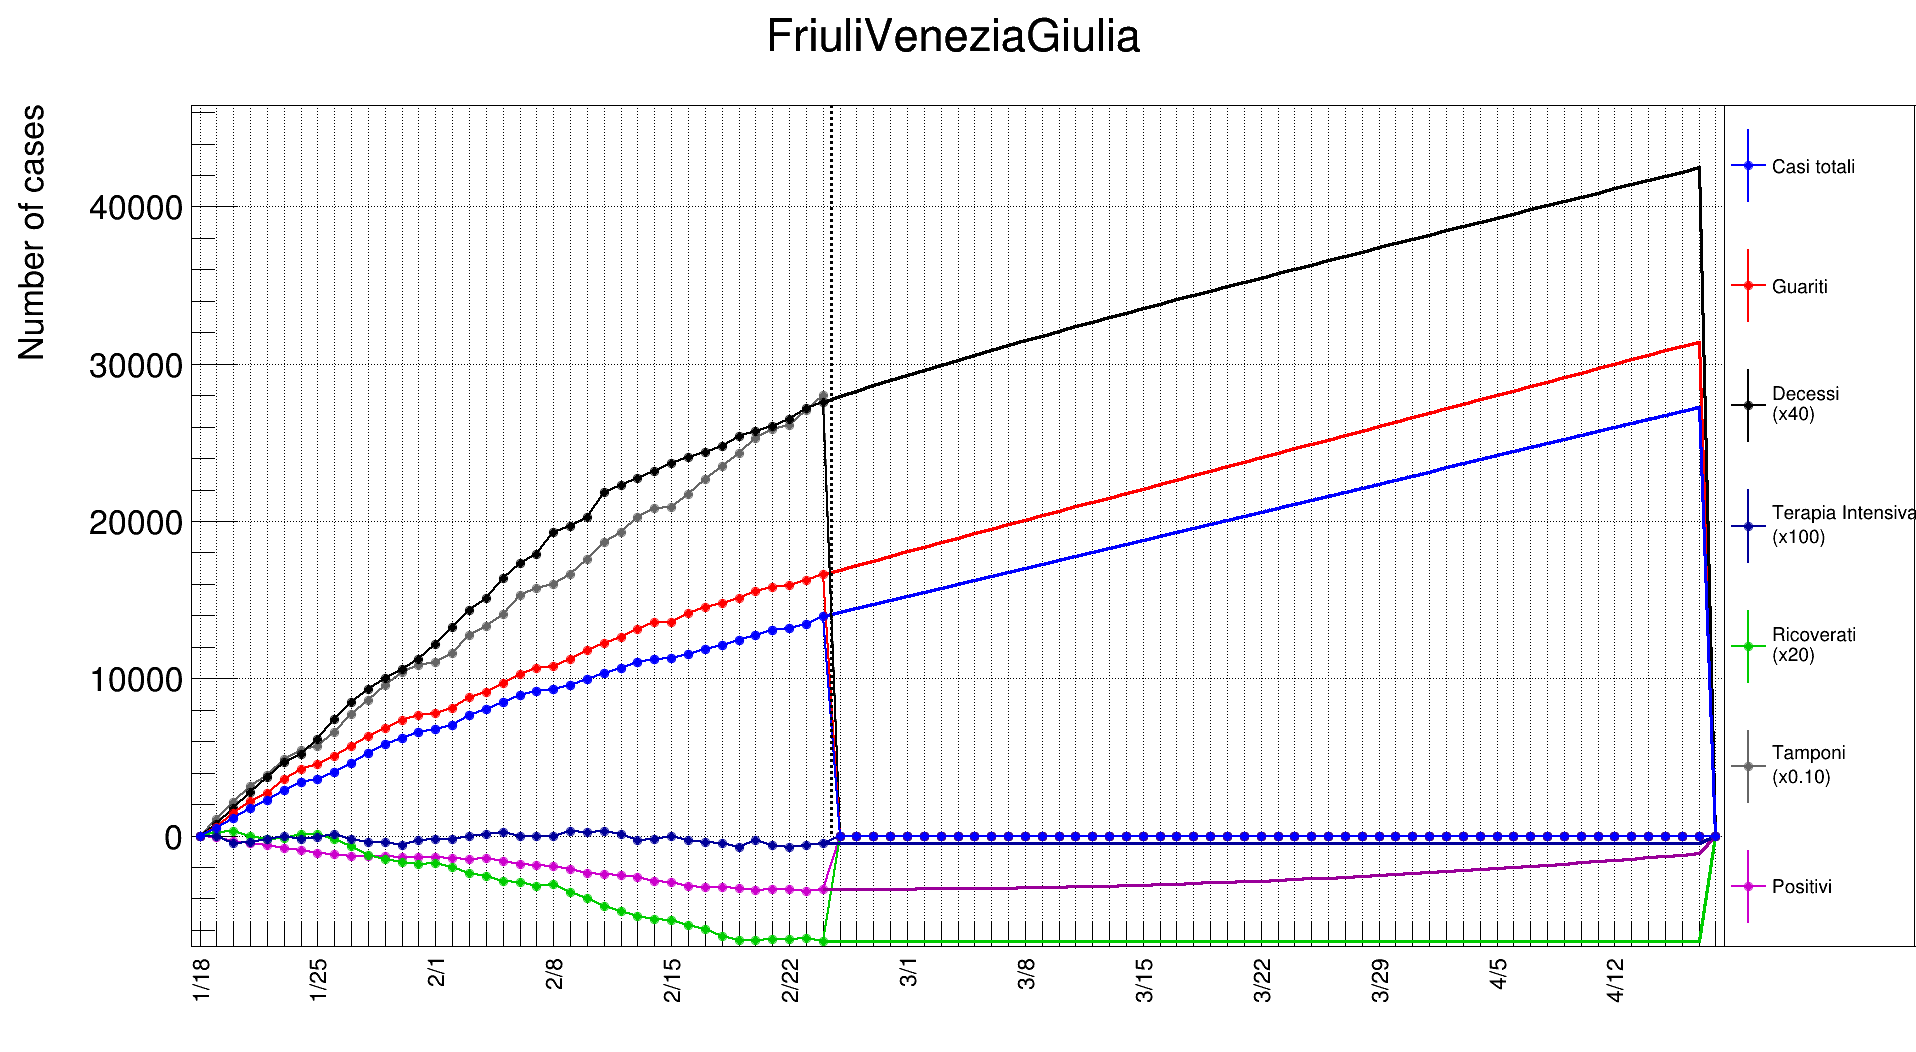 FriuliVeneziaGiulia
Number of cases
40000
30000
20000
10000
0
1/18
1/25
2/1
2/8
2/15
2/22
3/1
3/8
3/15
3/22
3/29
4/5
4/12
Casi totali
Guariti
Decessi
(x40)
Terapia Intensiva
(x100)
Ricoverati
(x20)
Tamponi
(x0.10)
Positivi